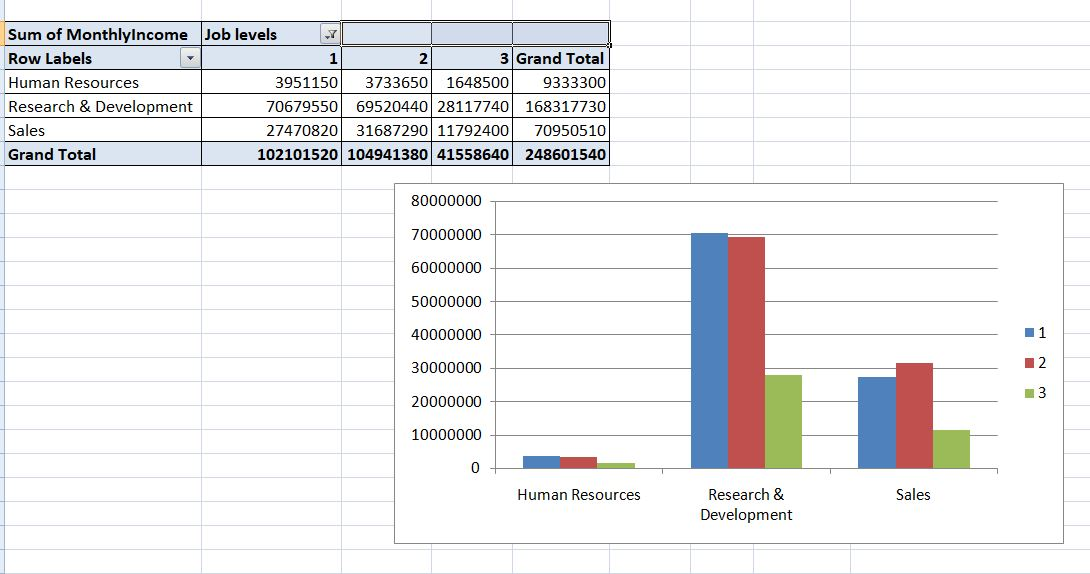 Sum of MonthlyIncome Job levels
Row Labels 1 2 3 Grand Total
Human Resources 3951150 3733650 1648500 9333300
Research & Development 70679550 69520440 28117740 168317730
Sales 27470820 31687290 11792400 70950510
Grand Total 102101520 104941380 41558640 248601540
80000000
70000000
60000000
50000000
40000000
30000000
20000000
10000000
0
Human Resources
Research &
Development
Sales
1
2
3